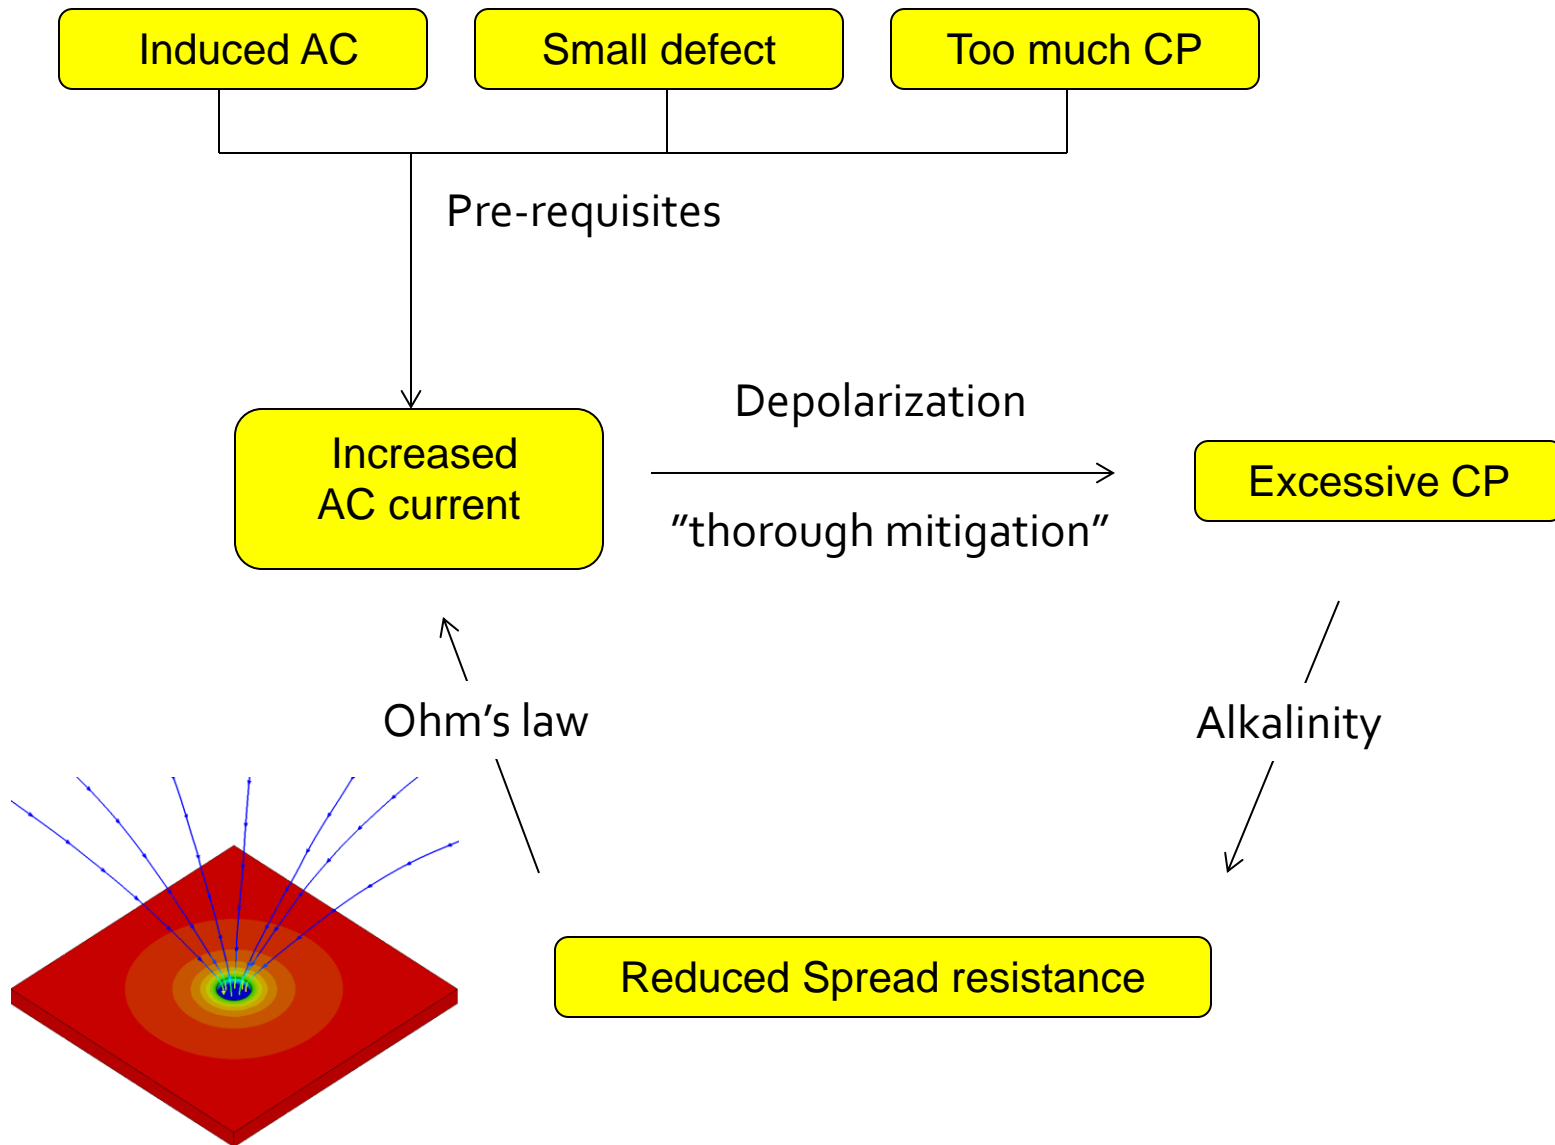 Induced AC
Small defect
Too much CP
Pre-requisites
Increased
AC current
Depolarization
"thorough mitigation"
Excessive CP
Ohm's law
Alkalinity
Reduced Spread resistance